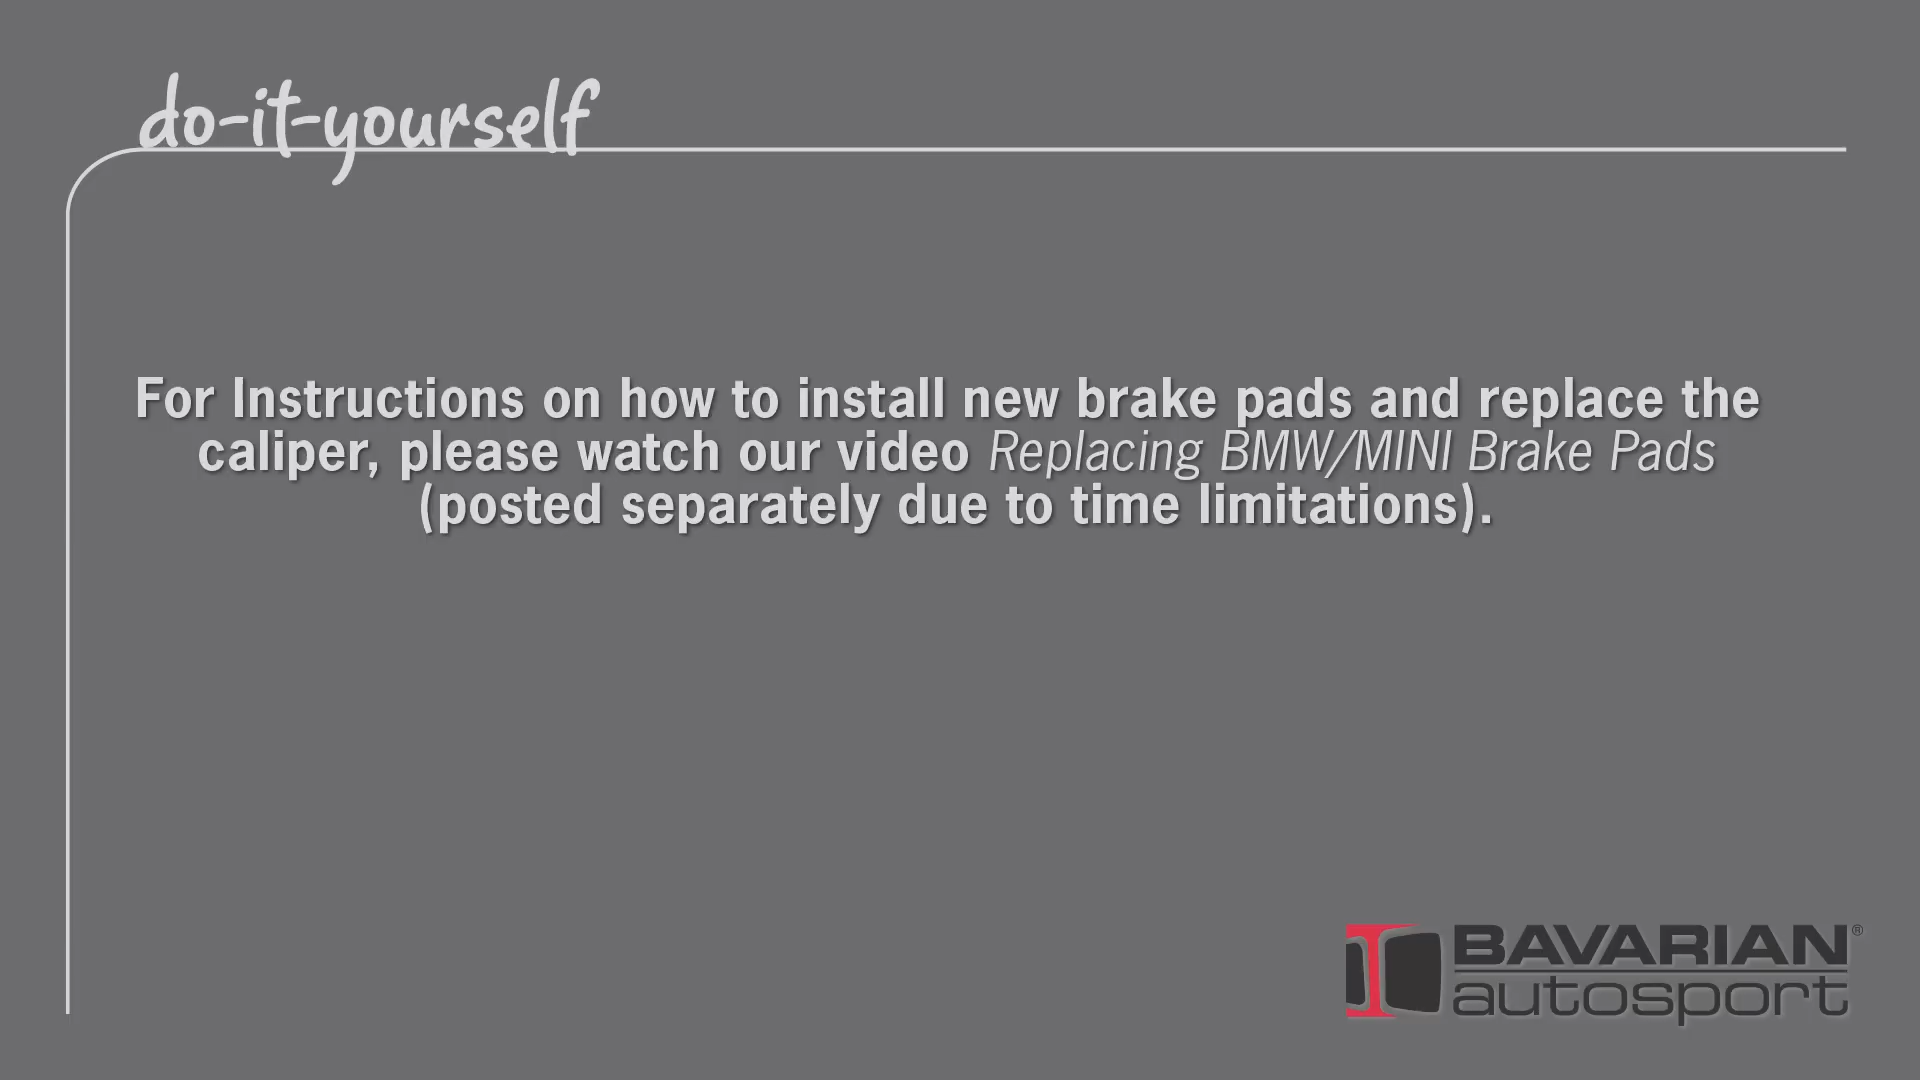 do-it-yourself
For Instructions on how to install new brake pads and replace the
caliper, please watch our video Replacing BMW/MINI Brake Pads
(posted separately due to time limitations).
BAVARIAN®
autosport